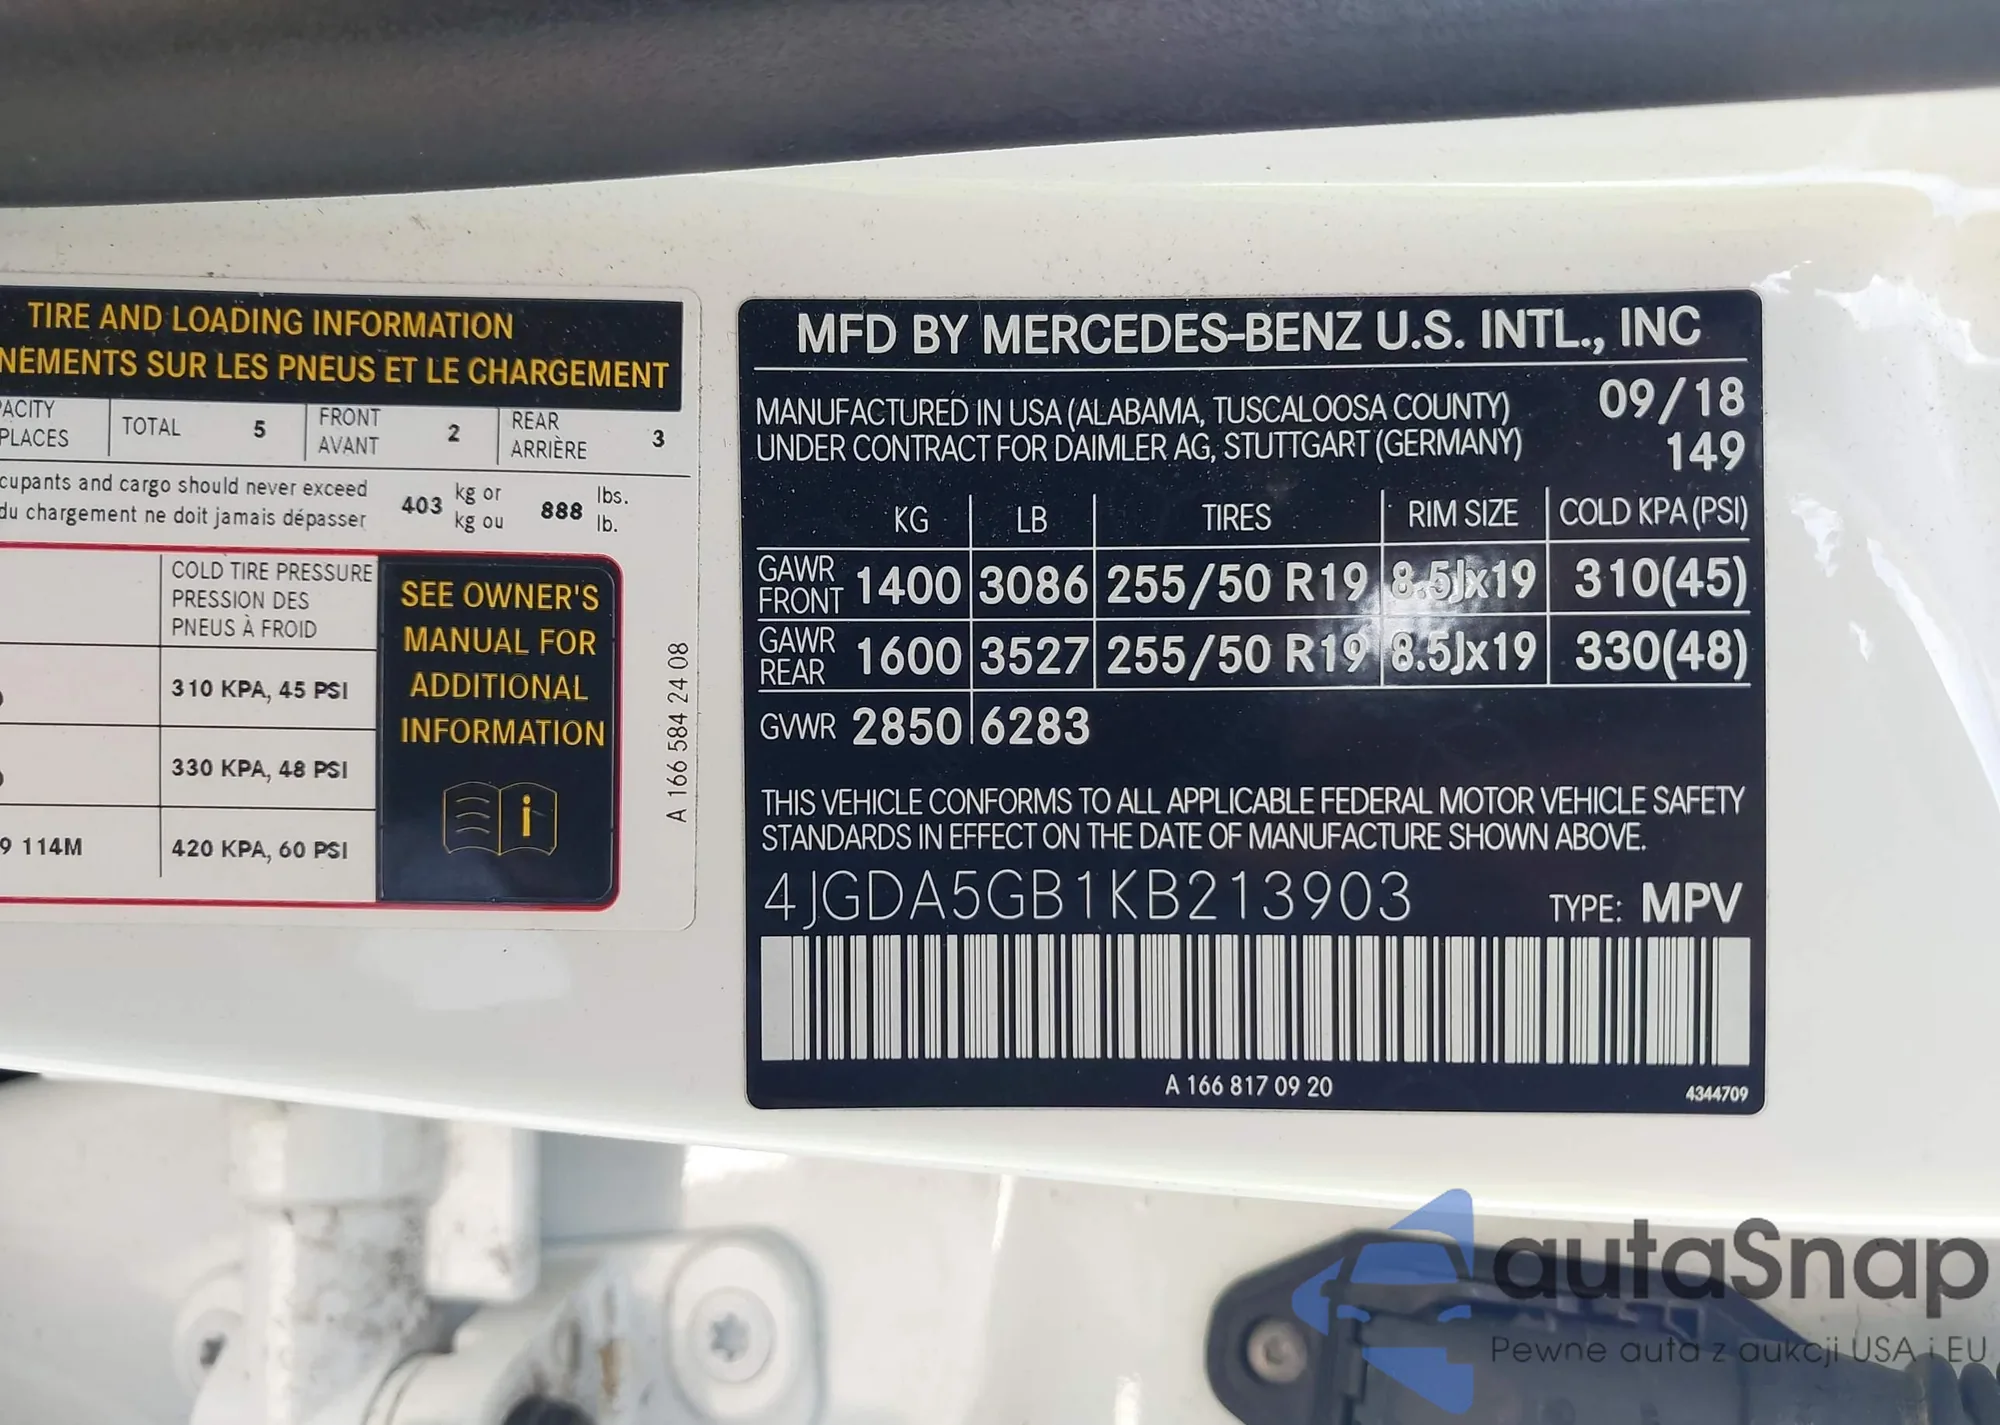 TIRE AND LOADING INFORMATION
NEMENTS SUR LES PNEUS ET LE CHARGEMENT
ACITY
PLACES
TOTAL 5
FRONT
AVANT
2
REAR
ARRIÈRE
3
cupants and cargo should never exceed
du chargement ne doit jamais dépasser
403
kg or
kg ou
888
lbs.
lb.
COLD TIRE PRESSURE
PRESSION DES
PNEUS À FROID
310 KPA, 45 PSI
330 KPA, 48 PSI
9 114M 420 KPA, 60 PSI
SEE OWNER'S
MANUAL FOR
ADDITIONAL
INFORMATION
i
A 166 584 24 08
MFD BY MERCEDES-BENZ U.S. INTL., INC
MANUFACTURED IN USA (ALABAMA, TUSCALOOSA COUNTY)
UNDER CONTRACT FOR DAIMLER AG, STUTTGART (GERMANY)
09/18
149
KG LB TIRES RIM SIZE COLD KPA (PSI)
GAWR
FRONT
1400 3086 255/50 R19 8.5Jx19 310(45)
GAWR
REAR
1600 3527 255/50 R19 8.5Jx19 330(48)
GVWR 2850 6283
THIS VEHICLE CONFORMS TO ALL APPLICABLE FEDERAL MOTOR VEHICLE SAFETY
STANDARDS IN EFFECT ON THE DATE OF MANUFACTURE SHOWN ABOVE.
4JGDA5GB1KB213903 TYPE: MPV
A 166 817 09 20
4344709
autaSnap
Pewne auta z aukcji USA i EU